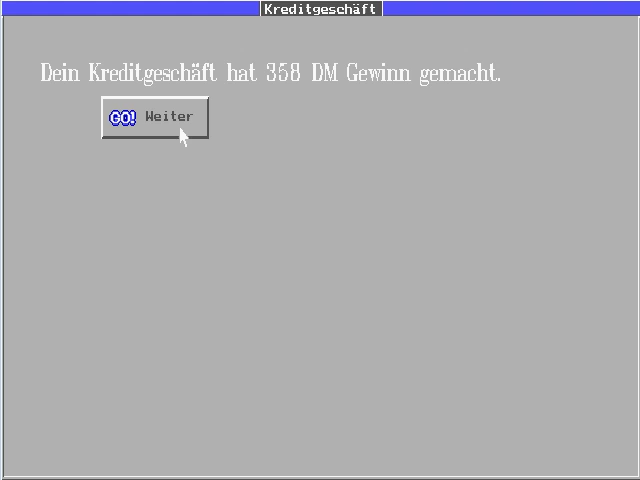 Kreditgeschäft
Dein Kreditgeschäft hat 358 DM Gewinn gemacht.
GO! Weiter